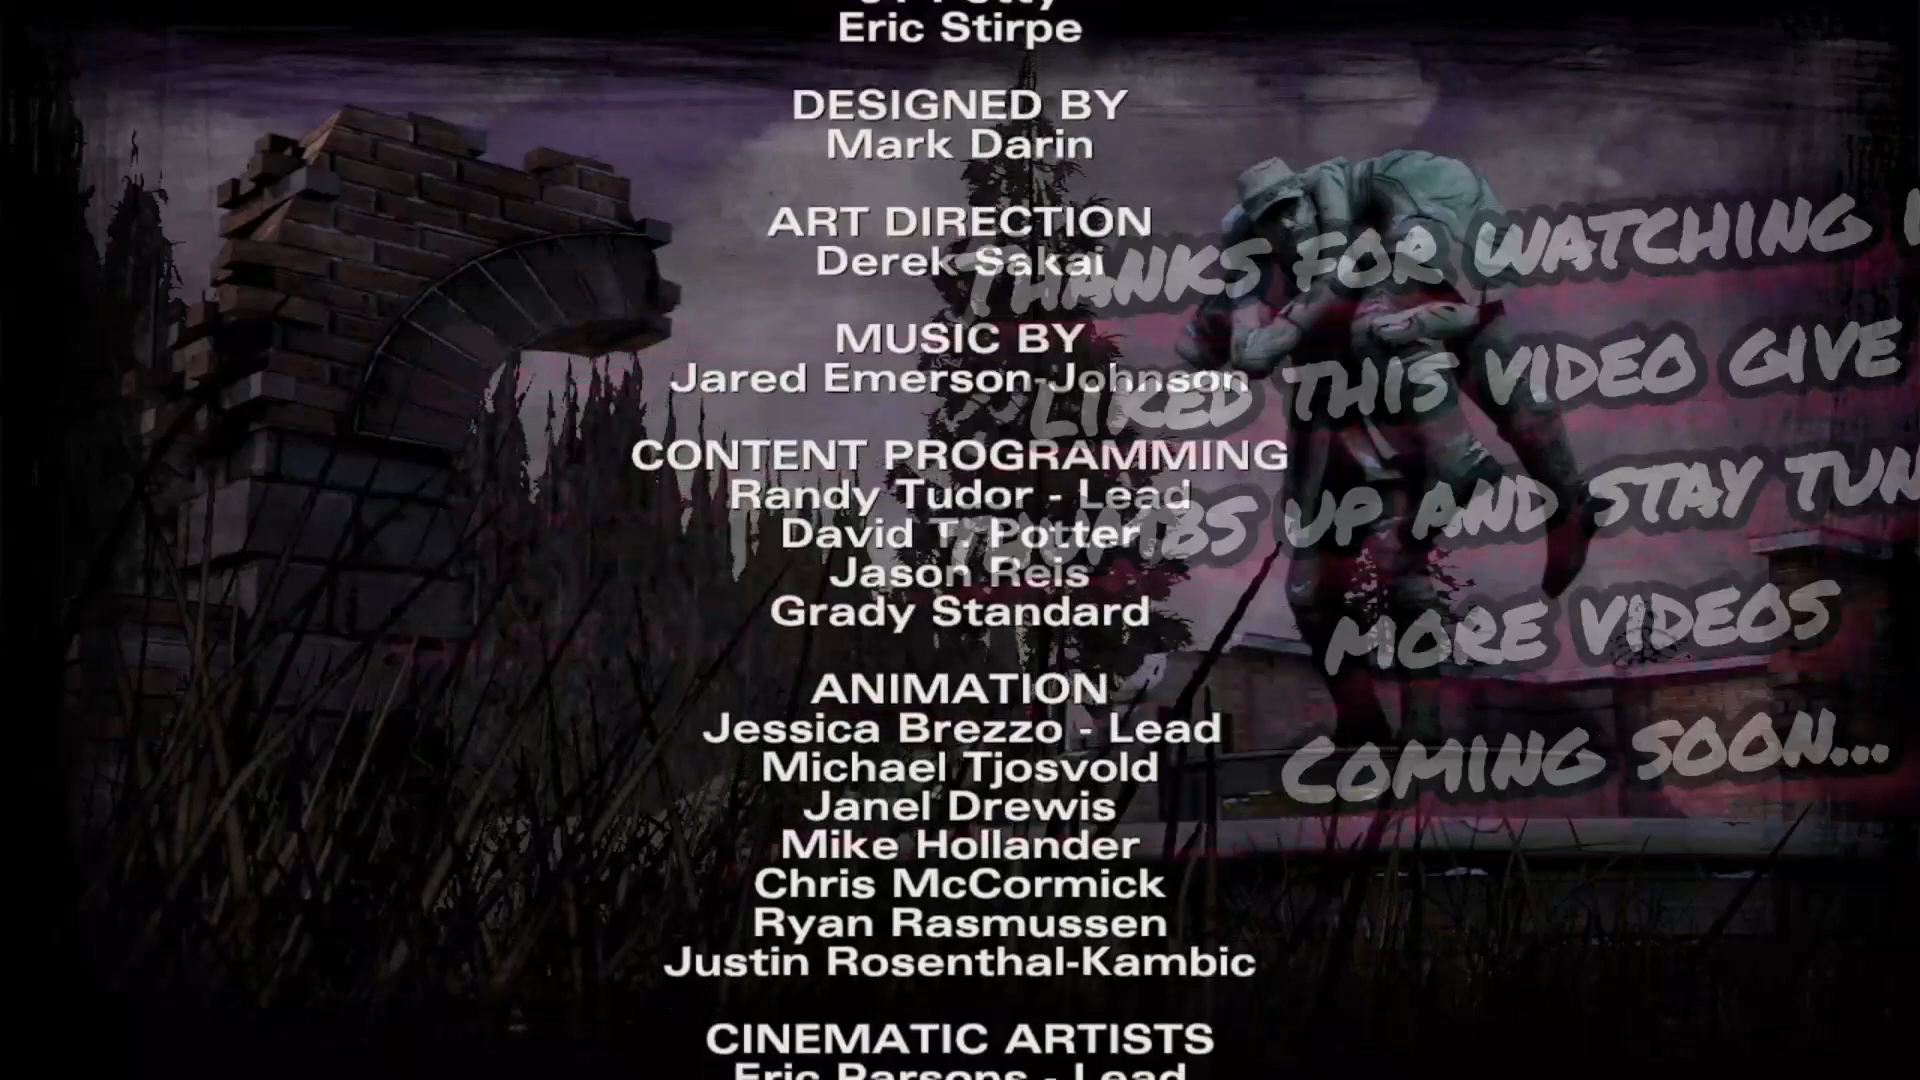 Eric Stirpe
DESIGNED BY
Mark Darin
ART DIRECTION
Derek Sakai
MUSIC BY
Jared Emerson-Johnson
CONTENT PROGRAMMING
Randy Tudor - Lead
David T. Potter
Jason Reis
Grady Standard
ANIMATION
Jessica Brezzo - Lead
Michael Tjosvold
Janel Drewis
Mike Hollander
Chris McCormick
Ryan Rasmussen
Justin Rosenthal-Kambic
CINEMATIC ARTISTS
Eric Parsons - Lead
THANKS FOR WATCHING
LIKED THIS VIDEO GIVE
THUMBS UP AND STAY
MORE VIDEOS
COMING SOON...